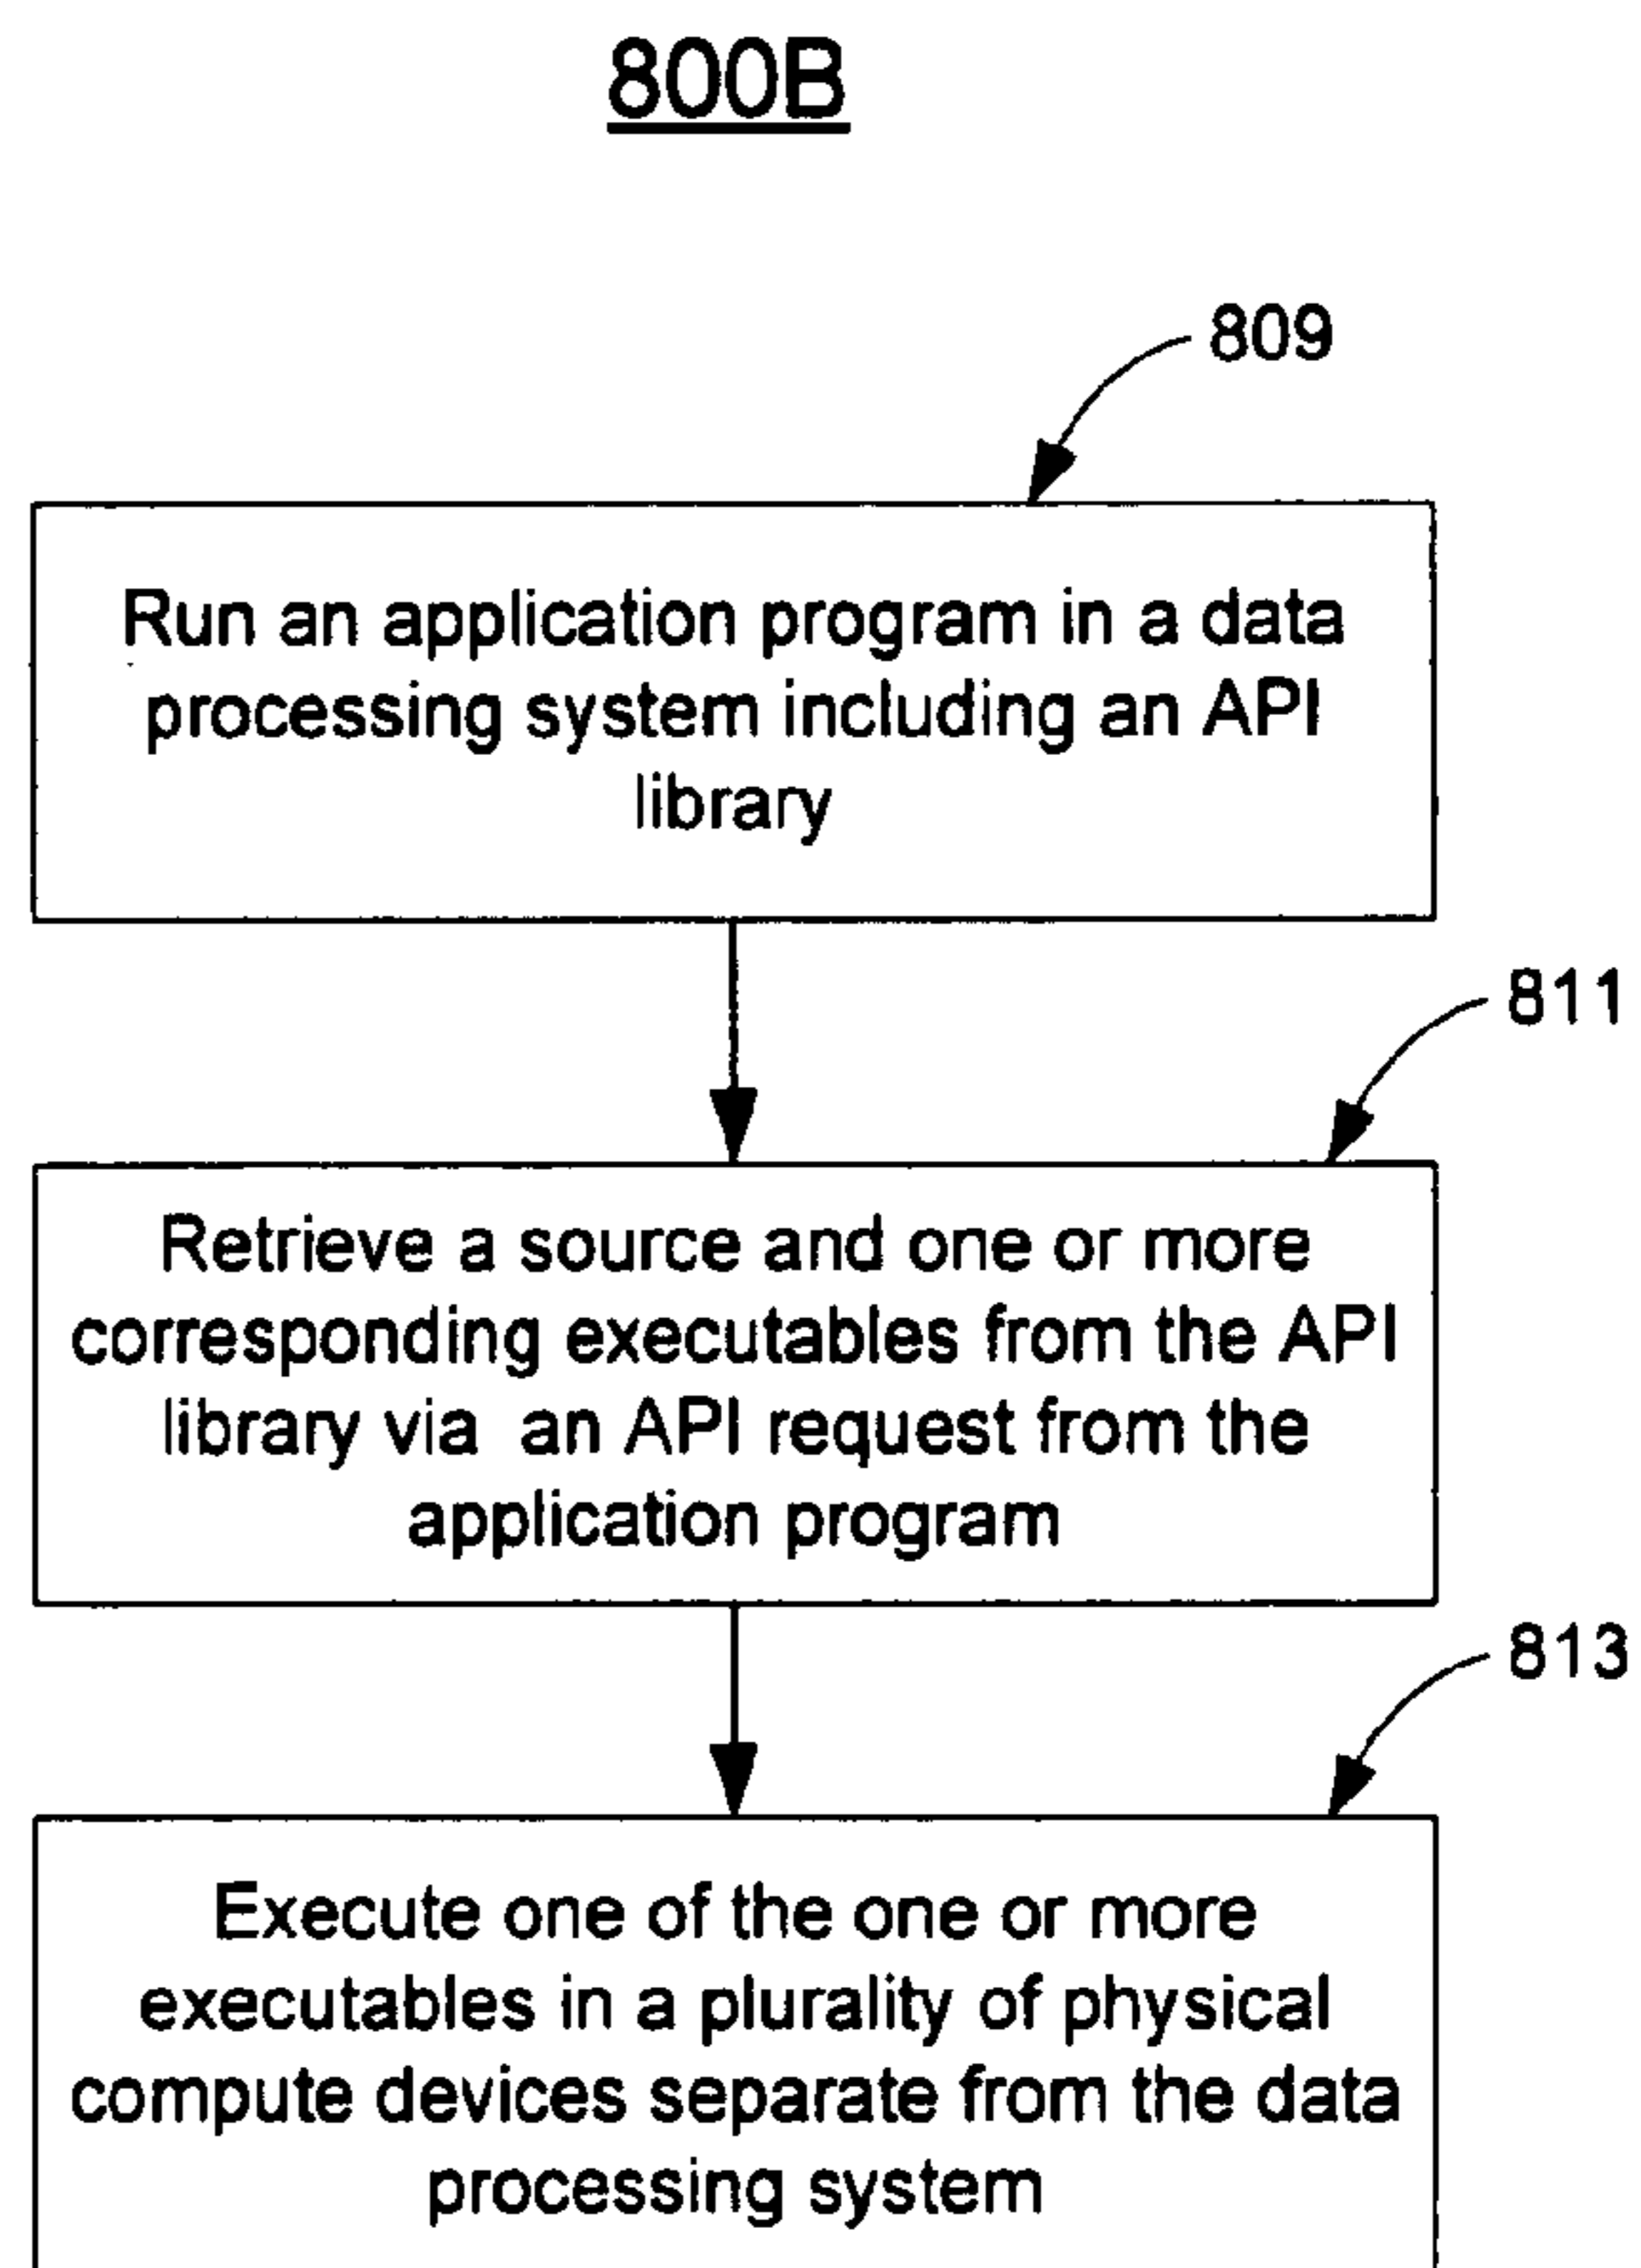 800B
809
Run an application program in a data
processing system including an API
library
811
Retrieve a source and one or more
corresponding executables from the API
library via an API request from the
application program
813
Execute one of the one or more
executables in a plurality of physical
compute devices separate from the data
processing system